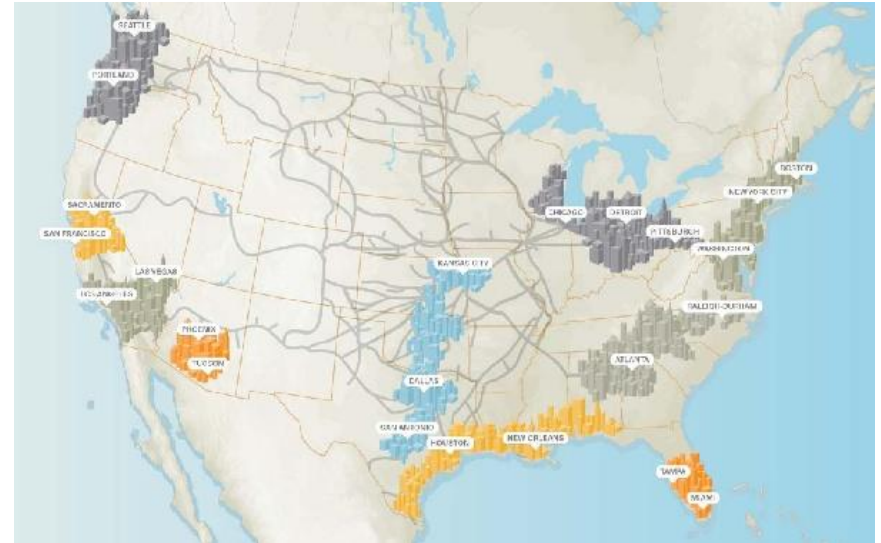 SEATTLE
PORTLAND
BOSTON
NEW YORK CITY
SACRAMENTO
CHICAGO
DETROIT
SAN FRANCISCO
PITTSBURGH
WASHINGTON
KANSAS CITY
LAS VEGAS
LOS ANGELES
RALEIGH-DURHAM
PHOENIX
ATLANTA
TUCSON
DALLAS
SAN ANTONIO
HOUSTON
NEW ORLEANS
TAMPA
MIAMI